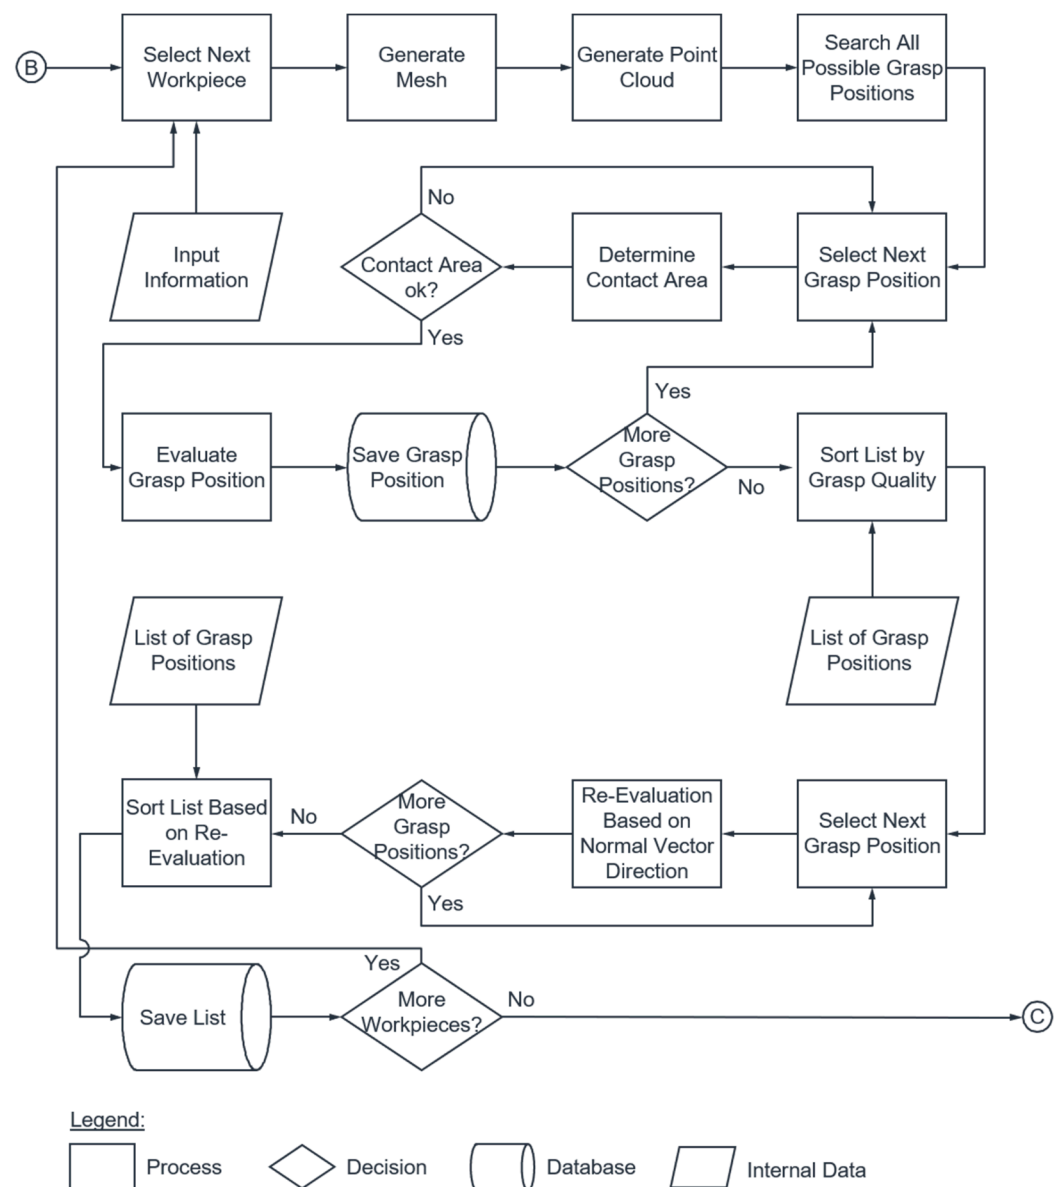 B
Select Next
Workpiece
Generate
Mesh
Generate Point
Cloud
Search All
Possible Grasp
Positions
Input
Information
No
Contact Area
ok?
Yes
Determine
Contact Area
Select Next
Grasp Position
Evaluate
Grasp Position
Save Grasp
Position
Yes
More
Grasp
Positions?
No
Sort List by
Grasp Quality
List of Grasp
Positions
List of Grasp
Positions
Sort List Based
on Re-
Evaluation
No
More
Grasp
Positions?
Yes
Re-Evaluation
Based on
Normal Vector
Direction
Select Next
Grasp Position
Save List
Yes
More
Workpieces?
No
C
Legend:
Process
Decision
Database
Internal Data